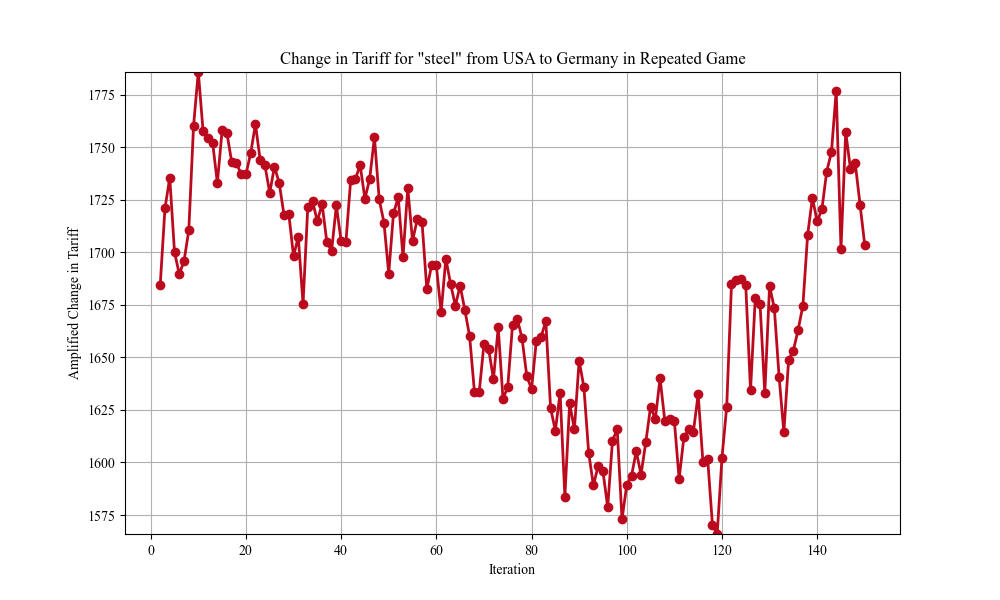 Change in Tariff for "steel" from USA to Germany in Repeated Game
Amplified Change in Tariff
1775
1750
1725
1700
1675
1650
1625
1600
1575
0 20 40 60 80 100 120 140
Iteration